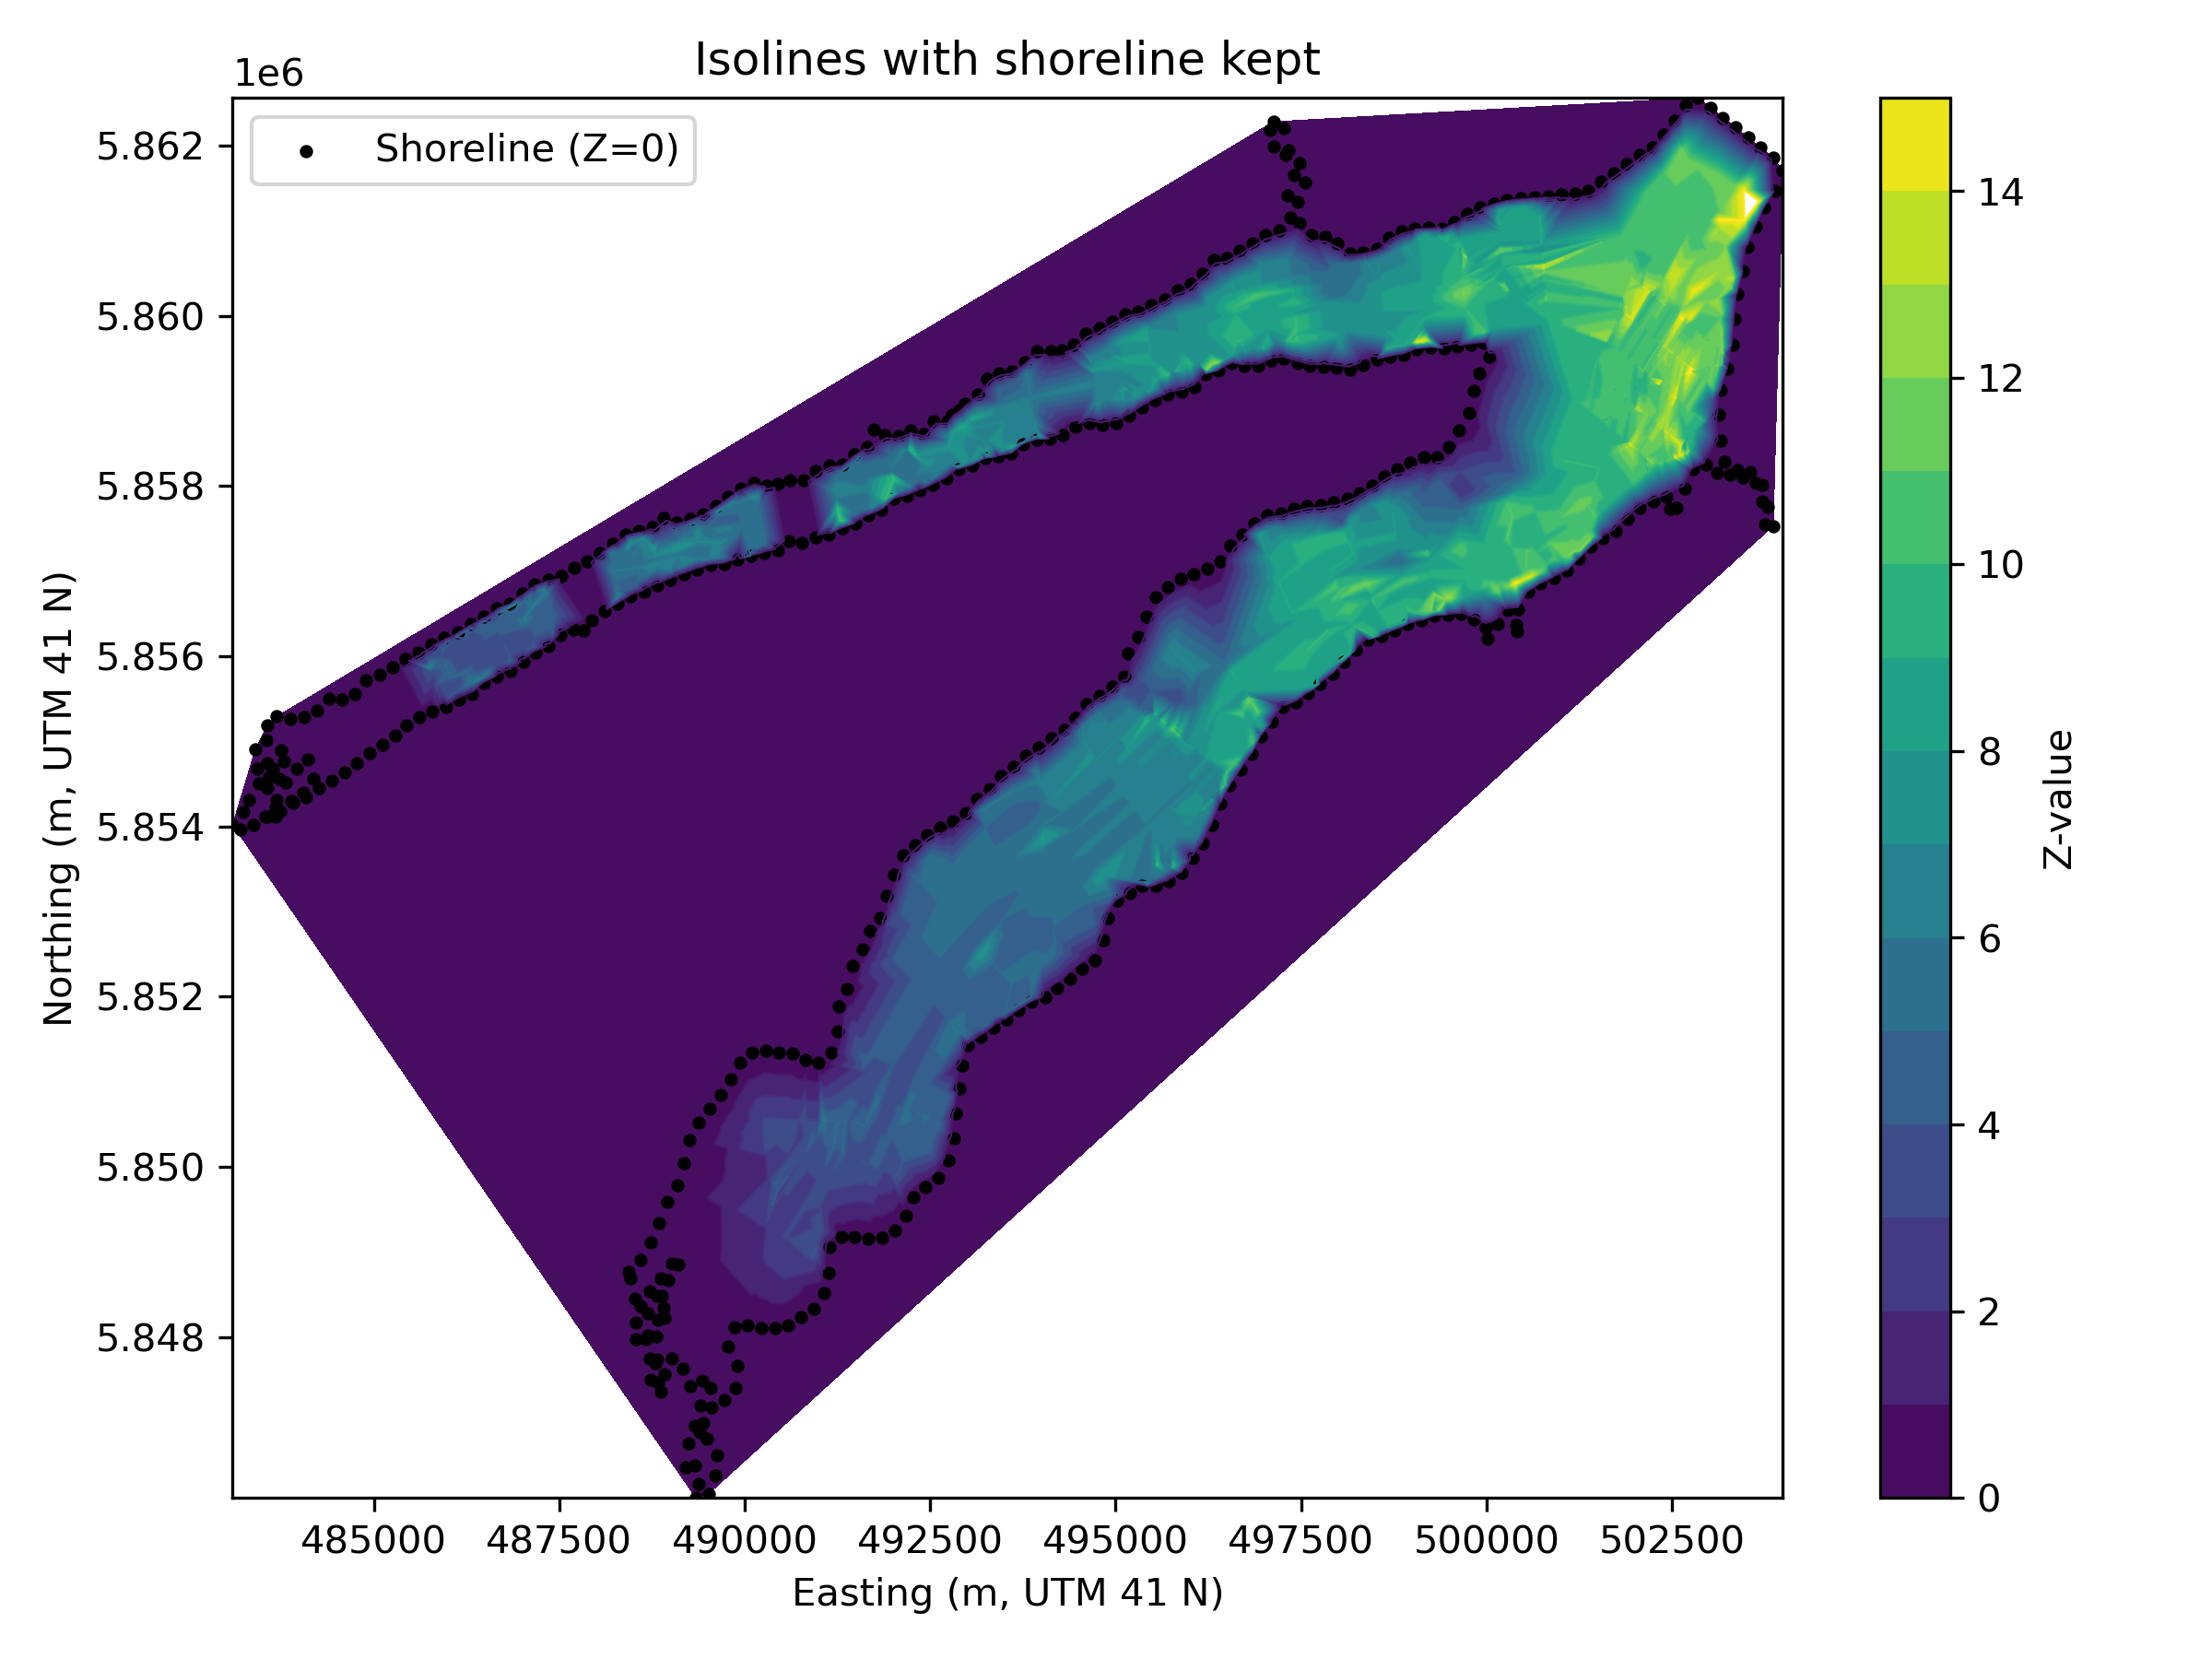 Isolines with shoreline kept
1e6
Shoreline (Z=0)
5.862
5.860
5.858
5.856
5.854
5.852
5.850
5.848
Northing (m, UTM 41 N)
485000 487500 490000 492500 495000 497500 500000 502500
Easting (m, UTM 41 N)
14
12
10
8
6
4
2
0
Z-value